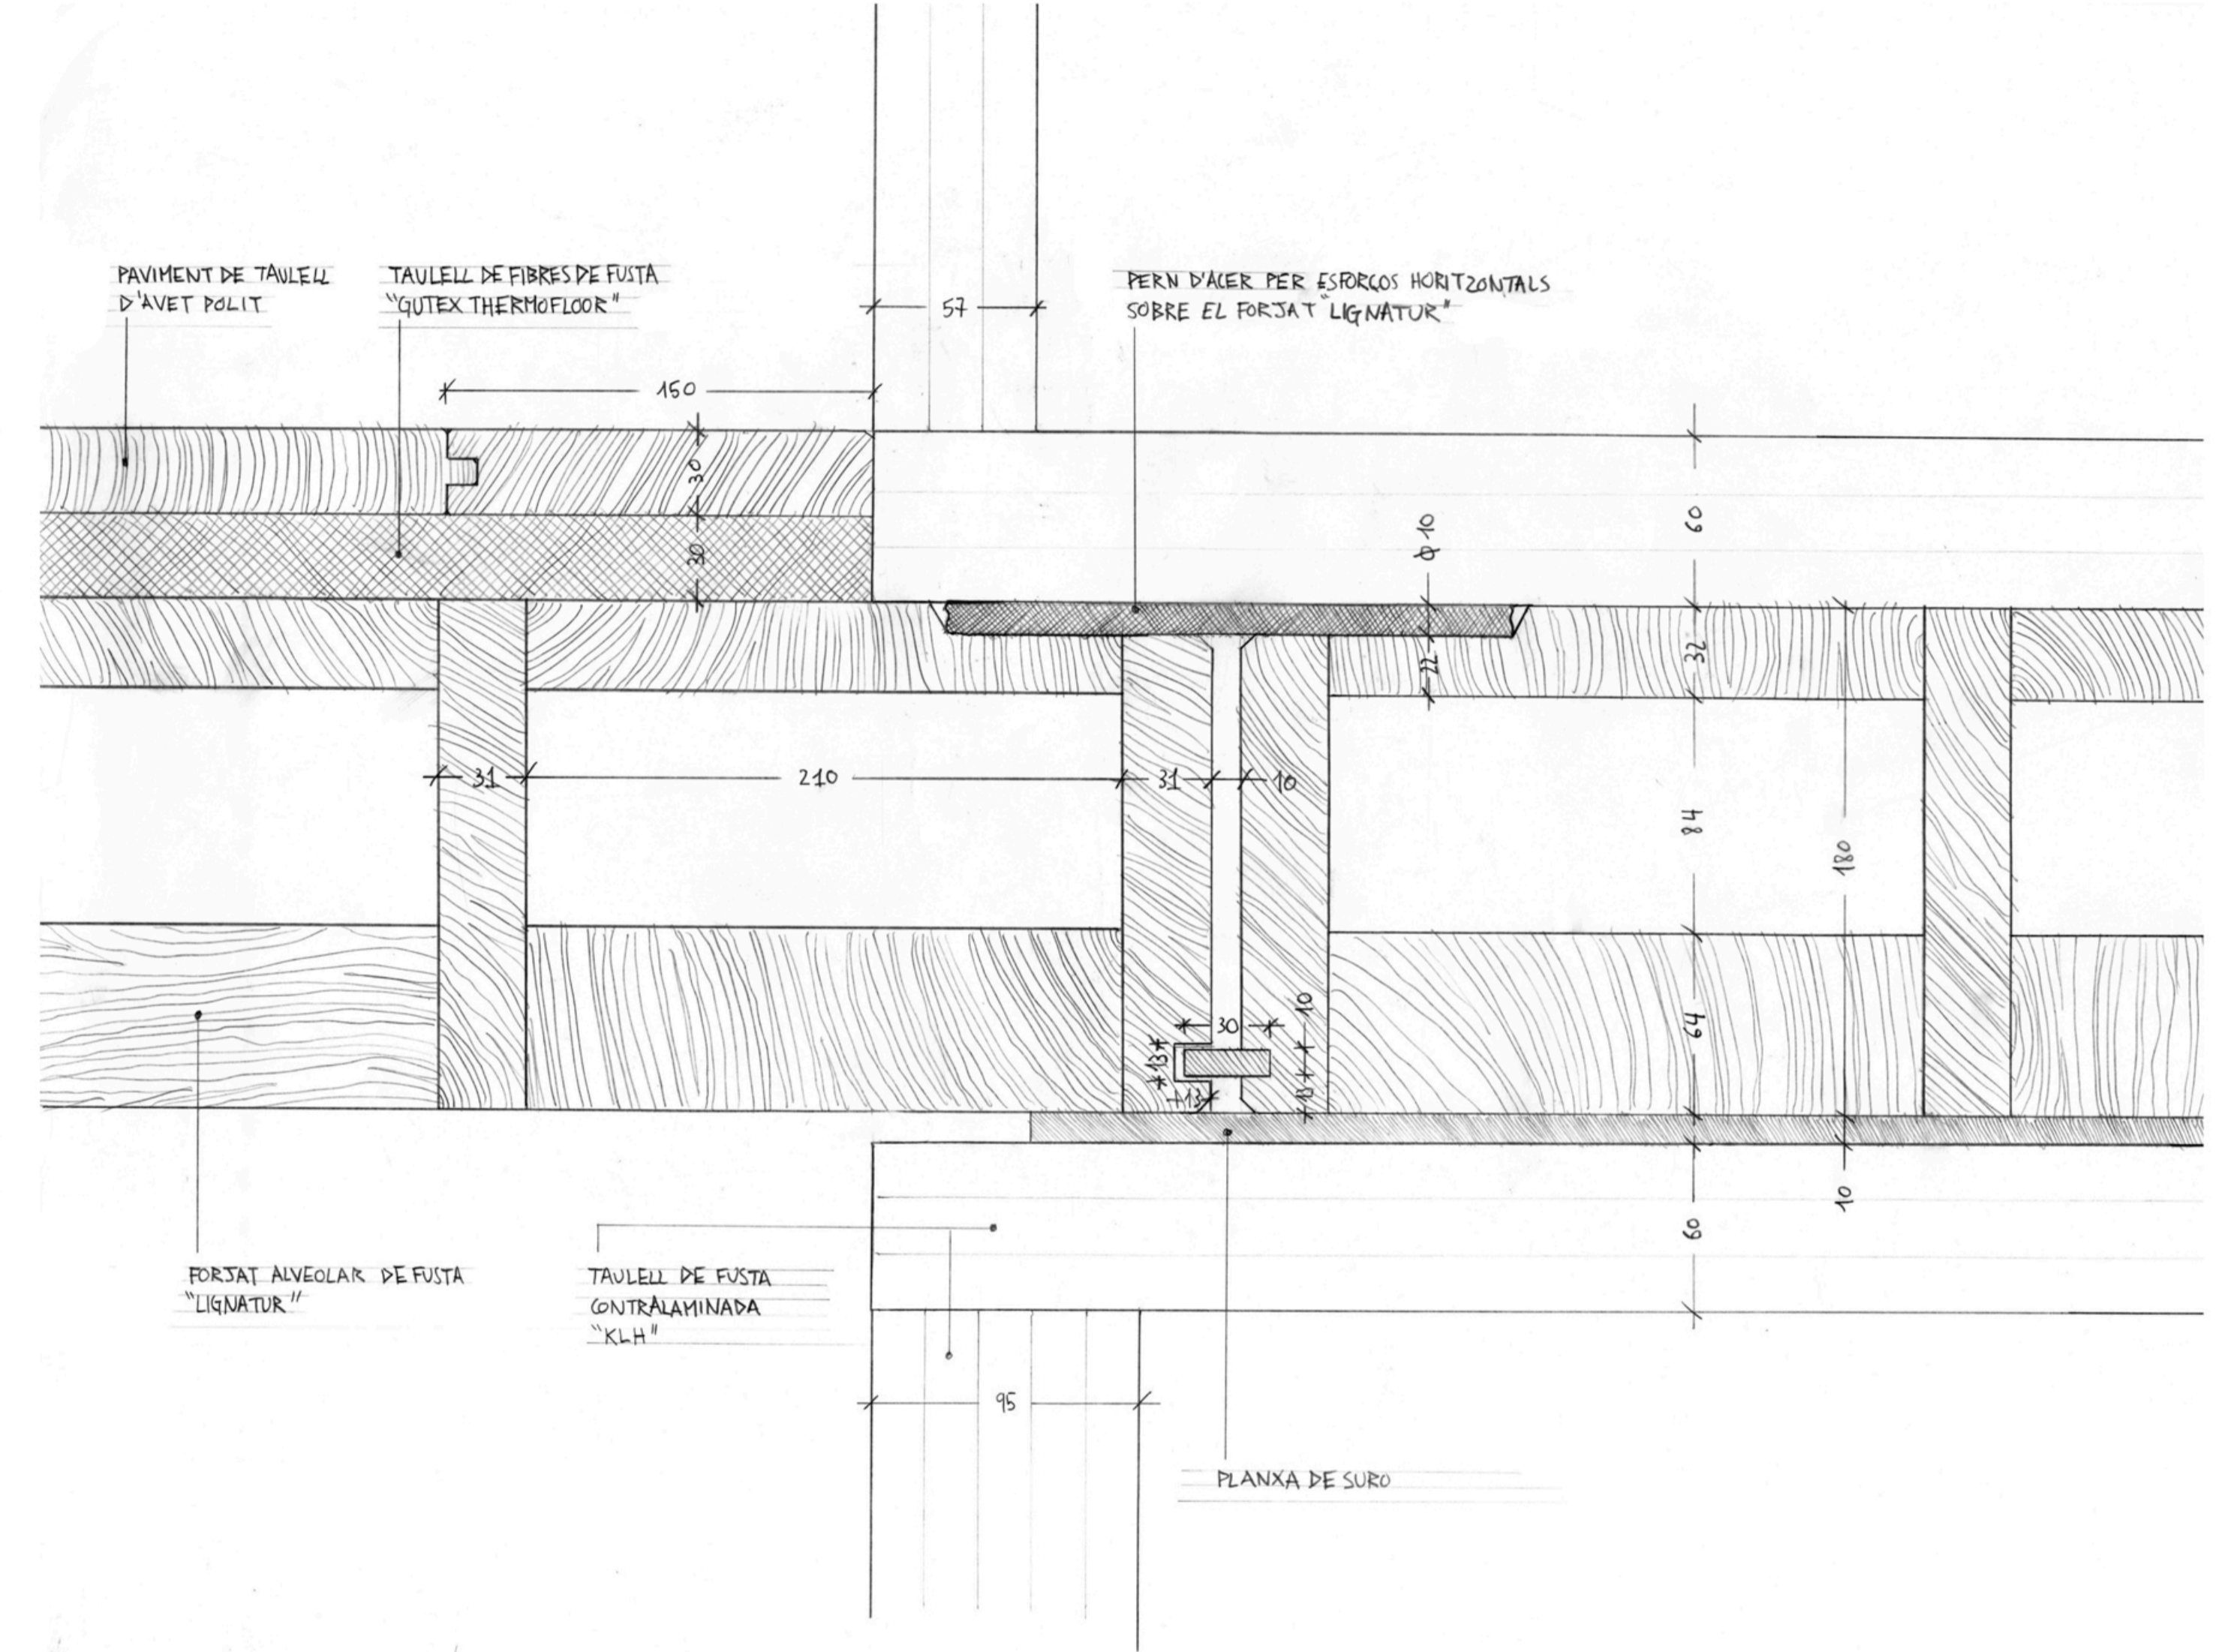 PAVIMENT DE TAULELL
D'AVET POLIT
TAULELL DE FIBRES DE FUSTA
"GUTEX THERMOFLOOR"
PERN D'ACER PER ESFORÇOS HORITZONTALS
SOBRE EL FORJAT "LIGNATUR"
57
150
30
30
ϕ 10
22
60
32
84
180
64
31
210
31
10
30
10
13
13
13
60
10
FORJAT ALVEOLAR DE FUSTA
"LIGNATUR"
TAULELL DE FUSTA
CONTRALAMINADA
"KLH"
95
PLANXA DE SURO